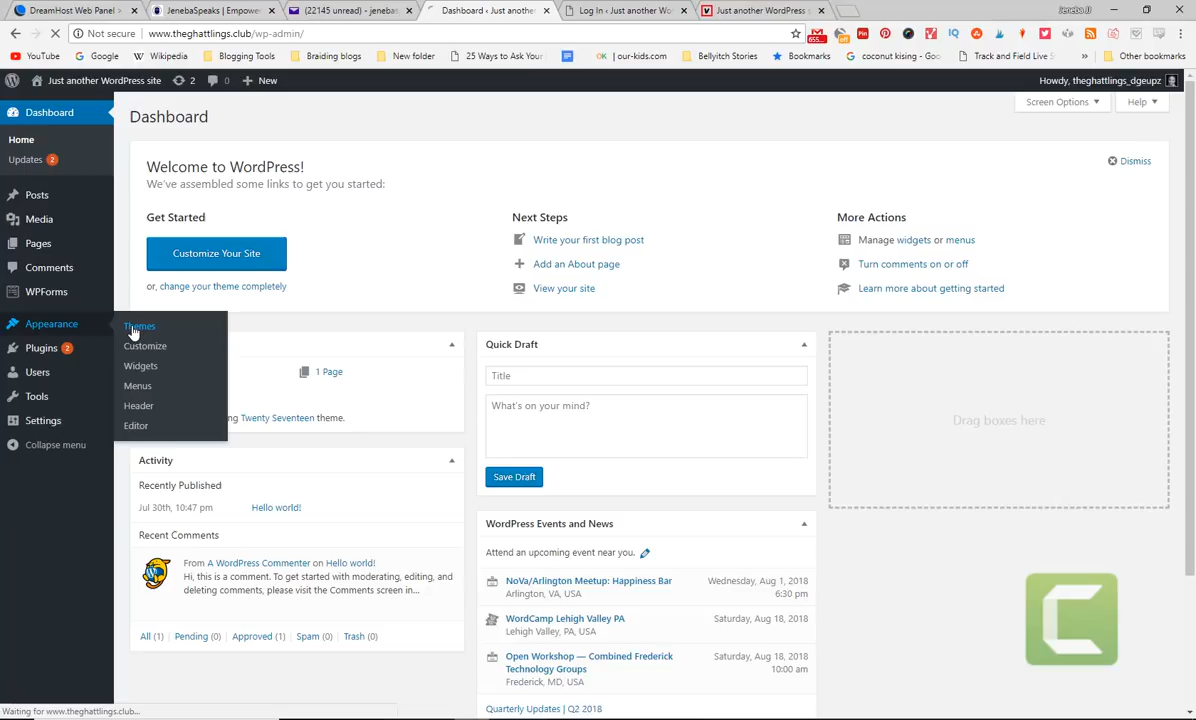 DreamHost Web Panel
JenebaSpeaks | Empow
(22145 unread) - jenebas
Dashboard ‹ Just anothe
Log In ‹ Just another Wo
Just another WordPress
Jeneba JJ
Not secure
www.theghattlings.club/wp-admin/
YouTube
Google
Wikipedia
Blogging Tools
Braiding blogs
New folder
25 Ways to Ask Your
OK | our-kids.com
Bellyitch Stories
Bookmarks
coconut kising - Goo
Track and Field Live S
Other bookmarks
Just another WordPress site
2
0
New
Howdy, theghattlings_dgeupz
Dashboard
Home
Updates 2
Posts
Media
Pages
Comments
WPForms
Appearance
Plugins 2
Users
Tools
Settings
Collapse menu
Themes
Customize
Widgets
Menus
Header
Editor
Dashboard
Screen Options
Help
Welcome to WordPress!
We've assembled some links to get you started:
Dismiss
Get Started
Customize Your Site
or, change your theme completely
Next Steps
Write your first blog post
Add an About page
View your site
More Actions
Manage widgets or menus
Turn comments on or off
Learn more about getting started
1 Page
ng Twenty Seventeen theme.
Activity
Recently Published
Jul 30th, 10:47 pm
Hello world!
Recent Comments
From A WordPress Commenter on Hello world!
Hi, this is a comment. To get started with moderating, editing, and
deleting comments, please visit the Comments screen in...
All (1) | Pending (0) | Approved (1) | Spam (0) | Trash (0)
Quick Draft
Title
What's on your mind?
Save Draft
WordPress Events and News
Attend an upcoming event near you.
NoVa/Arlington Meetup: Happiness Bar
Arlington, VA, USA
Wednesday, Aug 1, 2018
6:30 pm
WordCamp Lehigh Valley PA
Lehigh Valley, PA, USA
Saturday, Aug 18, 2018
Open Workshop — Combined Frederick
Technology Groups
Frederick, MD, USA
Saturday, Aug 18, 2018
10:00 am
Quarterly Updates | Q2 2018
Drag boxes here
Waiting for www.theghattlings.club...